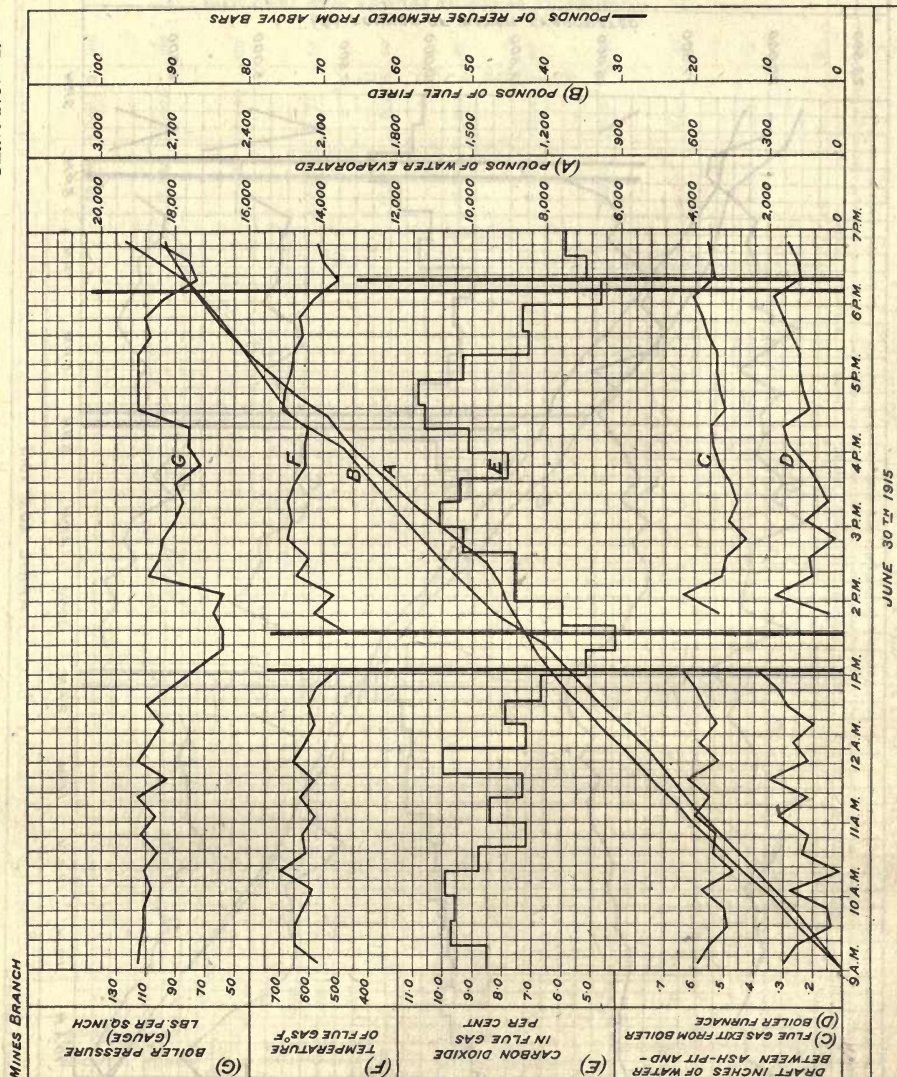 MINES BRANCH
POUNDS OF REFUSE REMOVED FROM ABOVE BARS
100
90
80
70
60
50
40
30
20
10
0
(B) POUNDS OF FUEL FIRED
3,000
2,700
2,400
2,100
1,800
1,500
1,200
900
600
300
0
(A) POUNDS OF WATER EVAPORATED
20,000
18,000
16,000
14,000
12,000
10,000
8,000
6,000
4,000
2,000
0
G
F
B
A
E
C
D
9 A.M.
10 A.M.
11 A.M.
12 A.M.
1 P.M.
2 P.M.
3 P.M.
4 P.M.
5 P.M.
6 P.M.
7 P.M.
JUNE 30TH 1915
130
110
90
70
50
700
600
500
400
11.0
10.0
9.0
8.0
7.0
6.0
5.0
.4
.3
.2
.1
(G)
BOILER PRESSURE
(GAUGE)
LBS. PER SQ. INCH
(F)
TEMPERATURE
OF FLUE GAS °F
(E)
CARBON DIOXIDE
IN FLUE GAS
PER CENT
DRAFT INCHES OF WATER
BETWEEN ASH-PIT AND-
(C) FLUE GAS EXIT FROM BOILER
(D) BOILER FURNACE